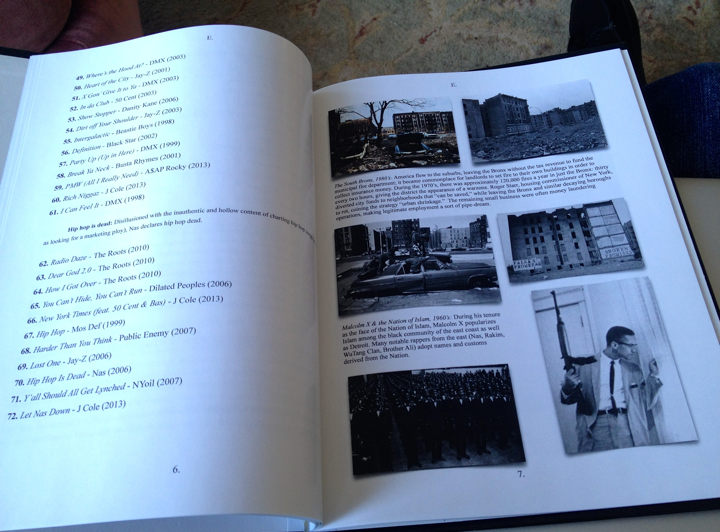 E.
49. Where's the Hood At? - DMX (2003)
50. Heart of the City - Jay-Z (2001)
51. X Gon' Give It to Ya - DMX (2003)
52. In da Club - 50 Cent (2003)
53. Show Stopper - Danity Kane (2006)
54. Dirt off Your Shoulder - Jay-Z (2003)
55. Intergalactic - Beastie Boys (1998)
56. Definition - Black Star (2002)
57. Party Up (Up in Here) - DMX (1999)
58. Break Ya Neck - Busta Rhymes (2001)
59. PMW (All I Really Need) - ASAP Rocky (2013)
60. Rich Niggaz - J Cole (2013)
61. I Can Feel It - DMX (1998)
Hip hop is dead: Disillusioned with the inauthentic and hollow content of charting hip hop
as looking for a marketing ploy), Nas declares hip hop dead.
62. Radio Daze - The Roots (2010)
63. Dear God 2.0 - The Roots (2010)
64. How I Got Over - The Roots (2010)
65. You Can't Hide, You Can't Run - Dilated Peoples (2006)
66. New York Times (feat. 50 Cent & Bas) - J Cole (2013)
67. Hip Hop - Mos Def (1999)
68. Harder Than You Think - Public Enemy (2007)
69. Lost One - Jay-Z (2006)
70. Hip Hop Is Dead - Nas (2006)
71. Y'all Should All Get Lynched - NYoil (2007)
72. Let Nas Down - J Cole (2013)
6.
E.
The South Bronx, 1980's: America flew to the suburbs, leaving the Bronx without the tax revenue to fund the
municipal fire department; it became commonplace for landlords to set fire to their own buildings in order to
collect insurance money. During the 1970's, there was approximately 120,000 fires a year in just the Bronx: thirty
every two hours, giving the district the appearance of a warzone. Roger Starr, housing commissioner of New York,
diverted city funds to neighborhoods that "can be saved," while leaving the Bronx and similar decaying boroughs
to rot, coining the strategy "urban shrinkage." The remaining small business were often money laundering
operations, making legitimate employment a sort of pipe-dream.
Malcolm X & the Nation of Islam, 1960's: During his tenure
as the face of the Nation of Islam, Malcolm X popularizes
Islam among the black community of the east coast as well
as Detroit. Many notable rappers from the east (Nas, Rakim,
WuTang Clan, Brother Ali) adopt names and customs
derived from the Nation.
7.